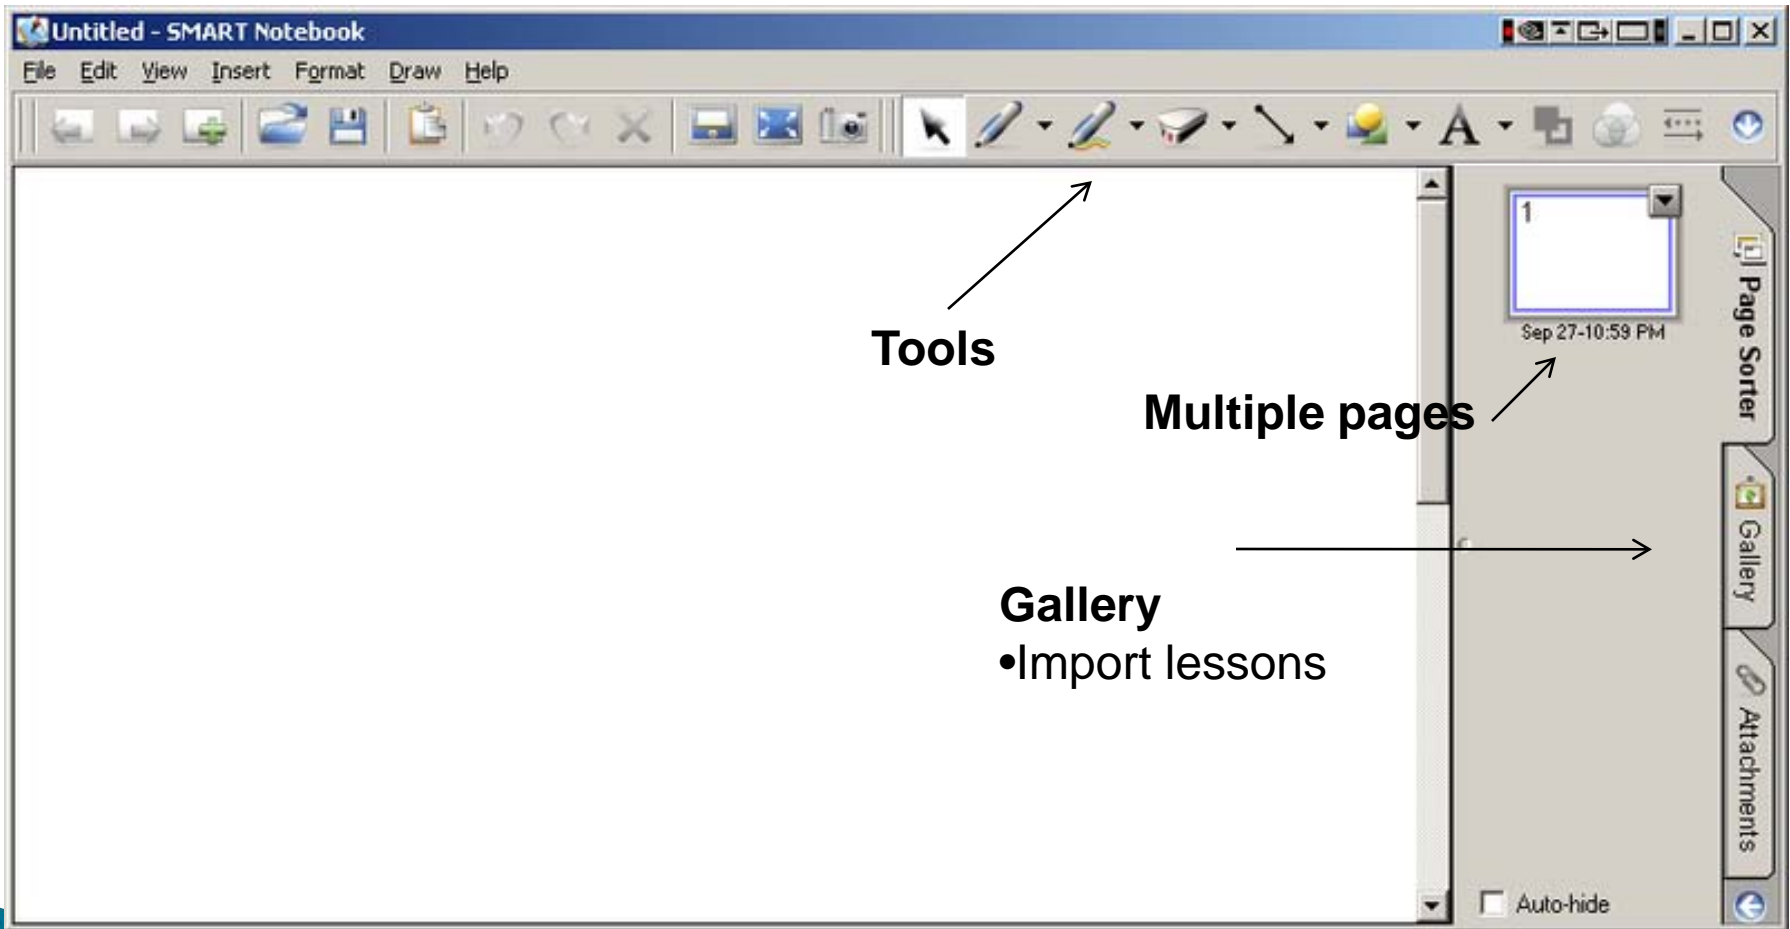 Untitled - SMART Notebook
File Edit View Insert Format Draw Help
A
1
Sep 27-10:59 PM
Page Sorter
Tools
Multiple pages
Gallery
Gallery
•Import lessons
Attachments
Auto-hide